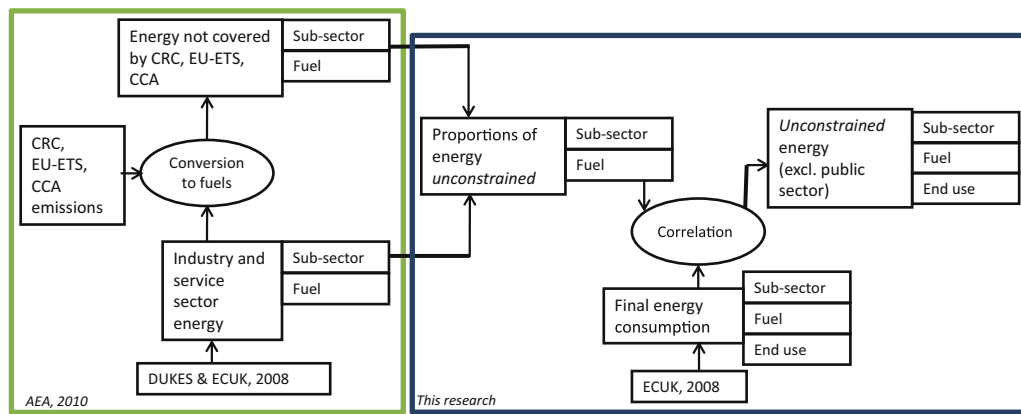 Energy not covered
by CRC, EU-ETS,
CCA
Sub-sector
Fuel
CRC,
EU-ETS,
CCA
emissions
Conversion
to fuels
Industry and
service
sector
energy
Sub-sector
Fuel
DUKES & ECUK, 2008
AEA, 2010
Proportions of
energy
unconstrained
Sub-sector
Fuel
Correlation
Unconstrained
energy
(excl. public
sector)
Sub-sector
Fuel
End use
Final energy
consumption
Sub-sector
Fuel
End use
ECUK, 2008
This research